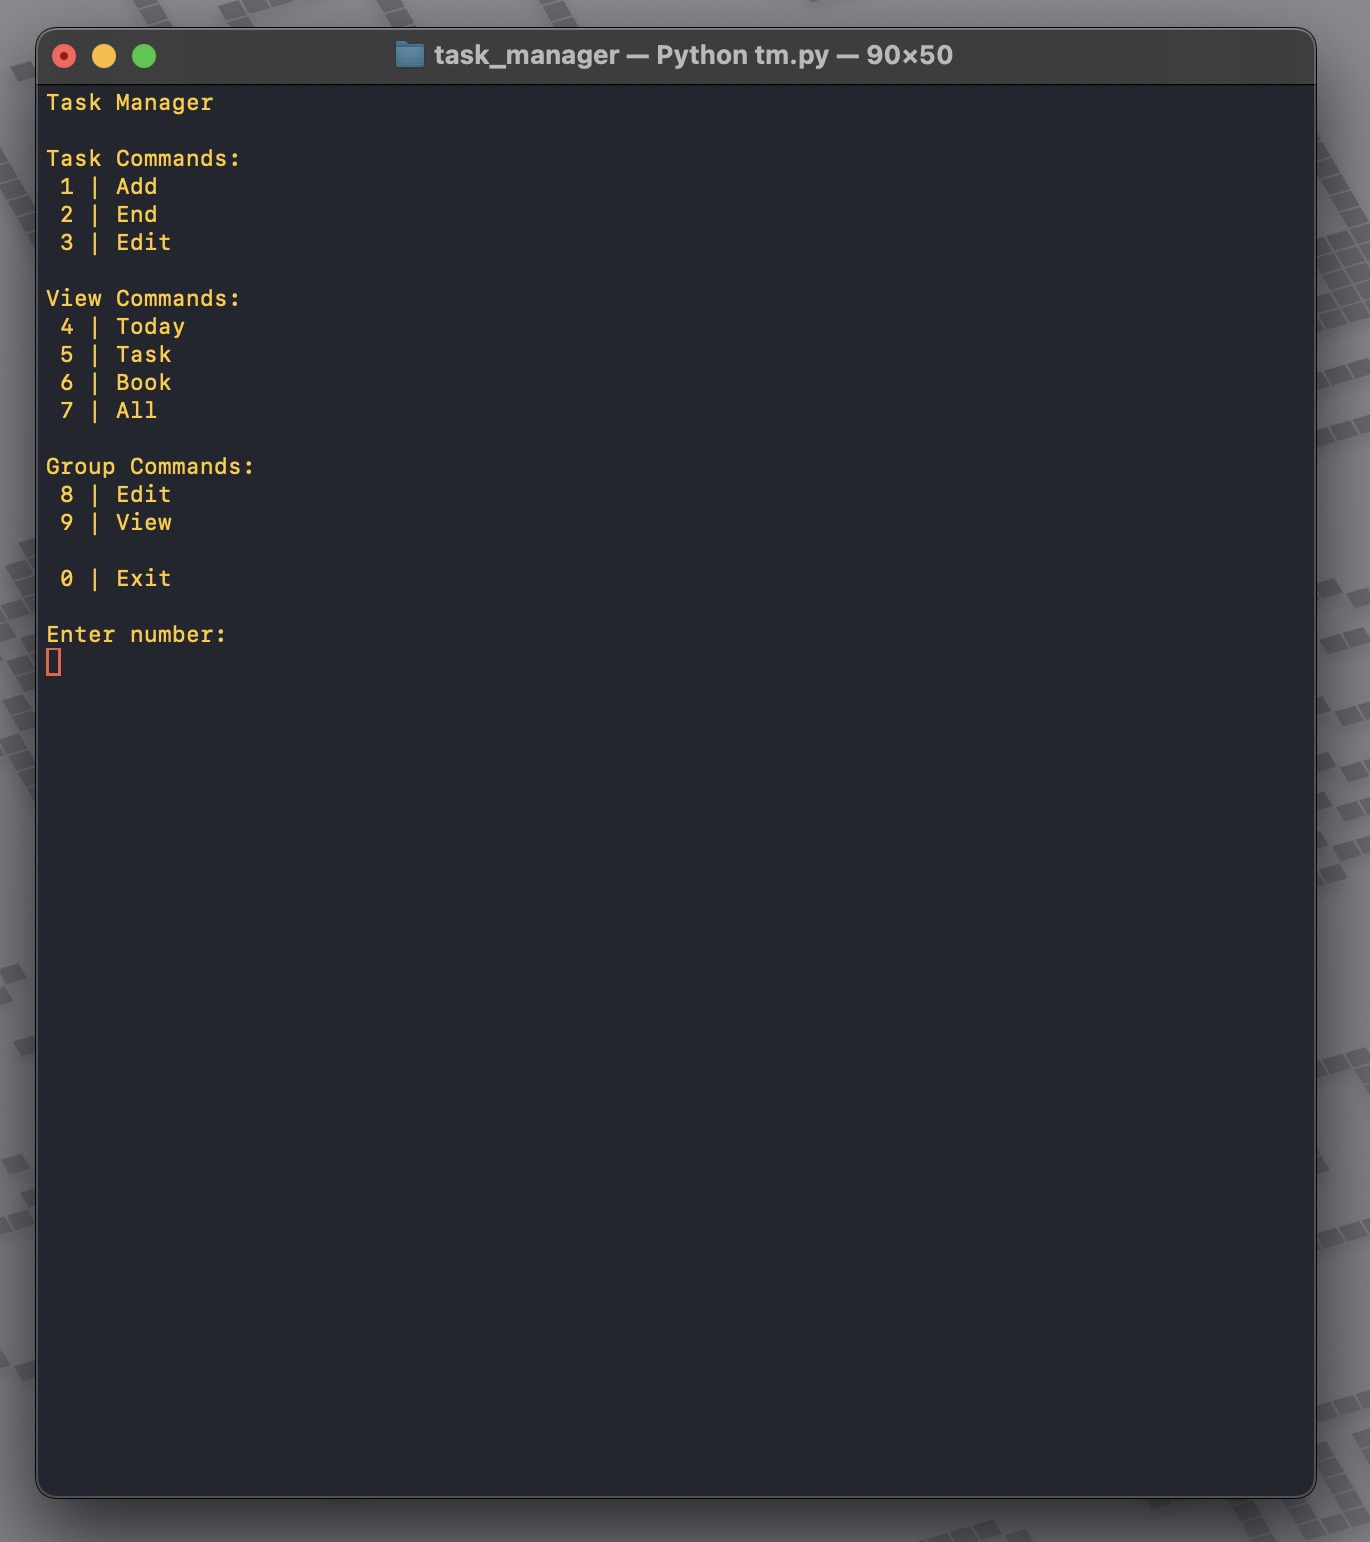 task_manager — Python tm.py — 90×50
Task Manager
Task Commands:
1 | Add
2 | End
3 | Edit
View Commands:
4 | Today
5 | Task
6 | Book
7 | All
Group Commands:
8 | Edit
9 | View
0 | Exit
Enter number: